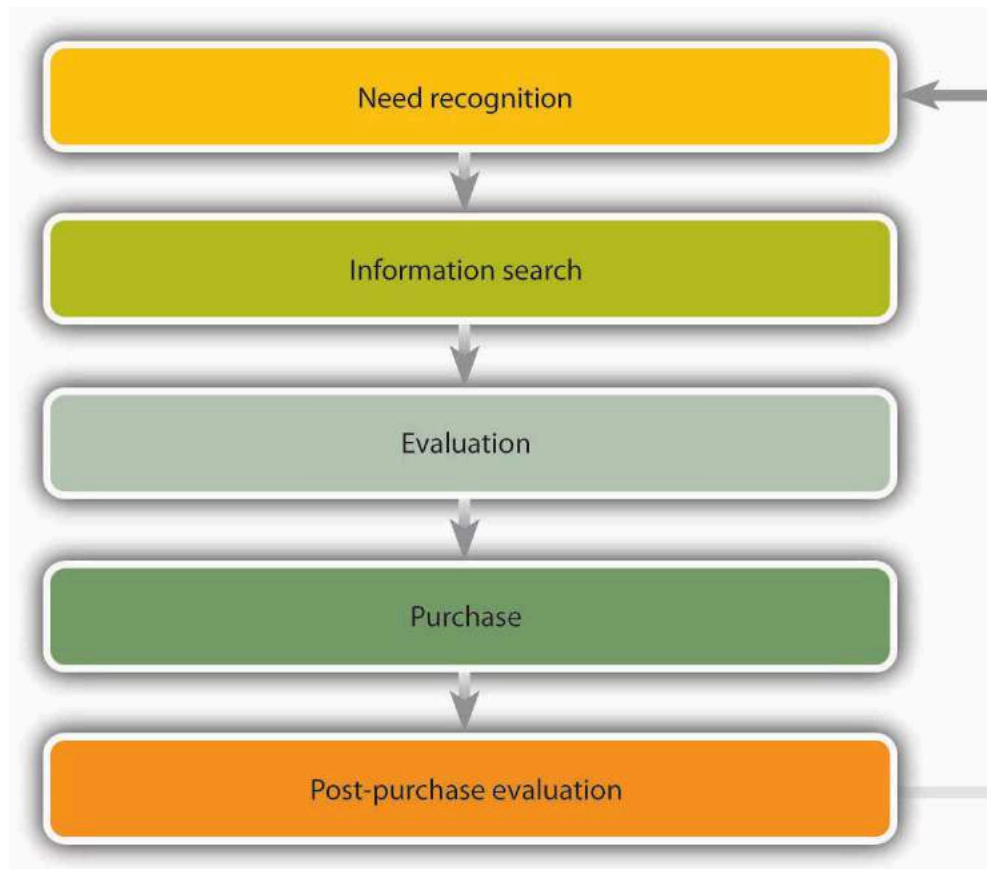 Need recognition
Information search
Evaluation
Purchase
Post-purchase evaluation